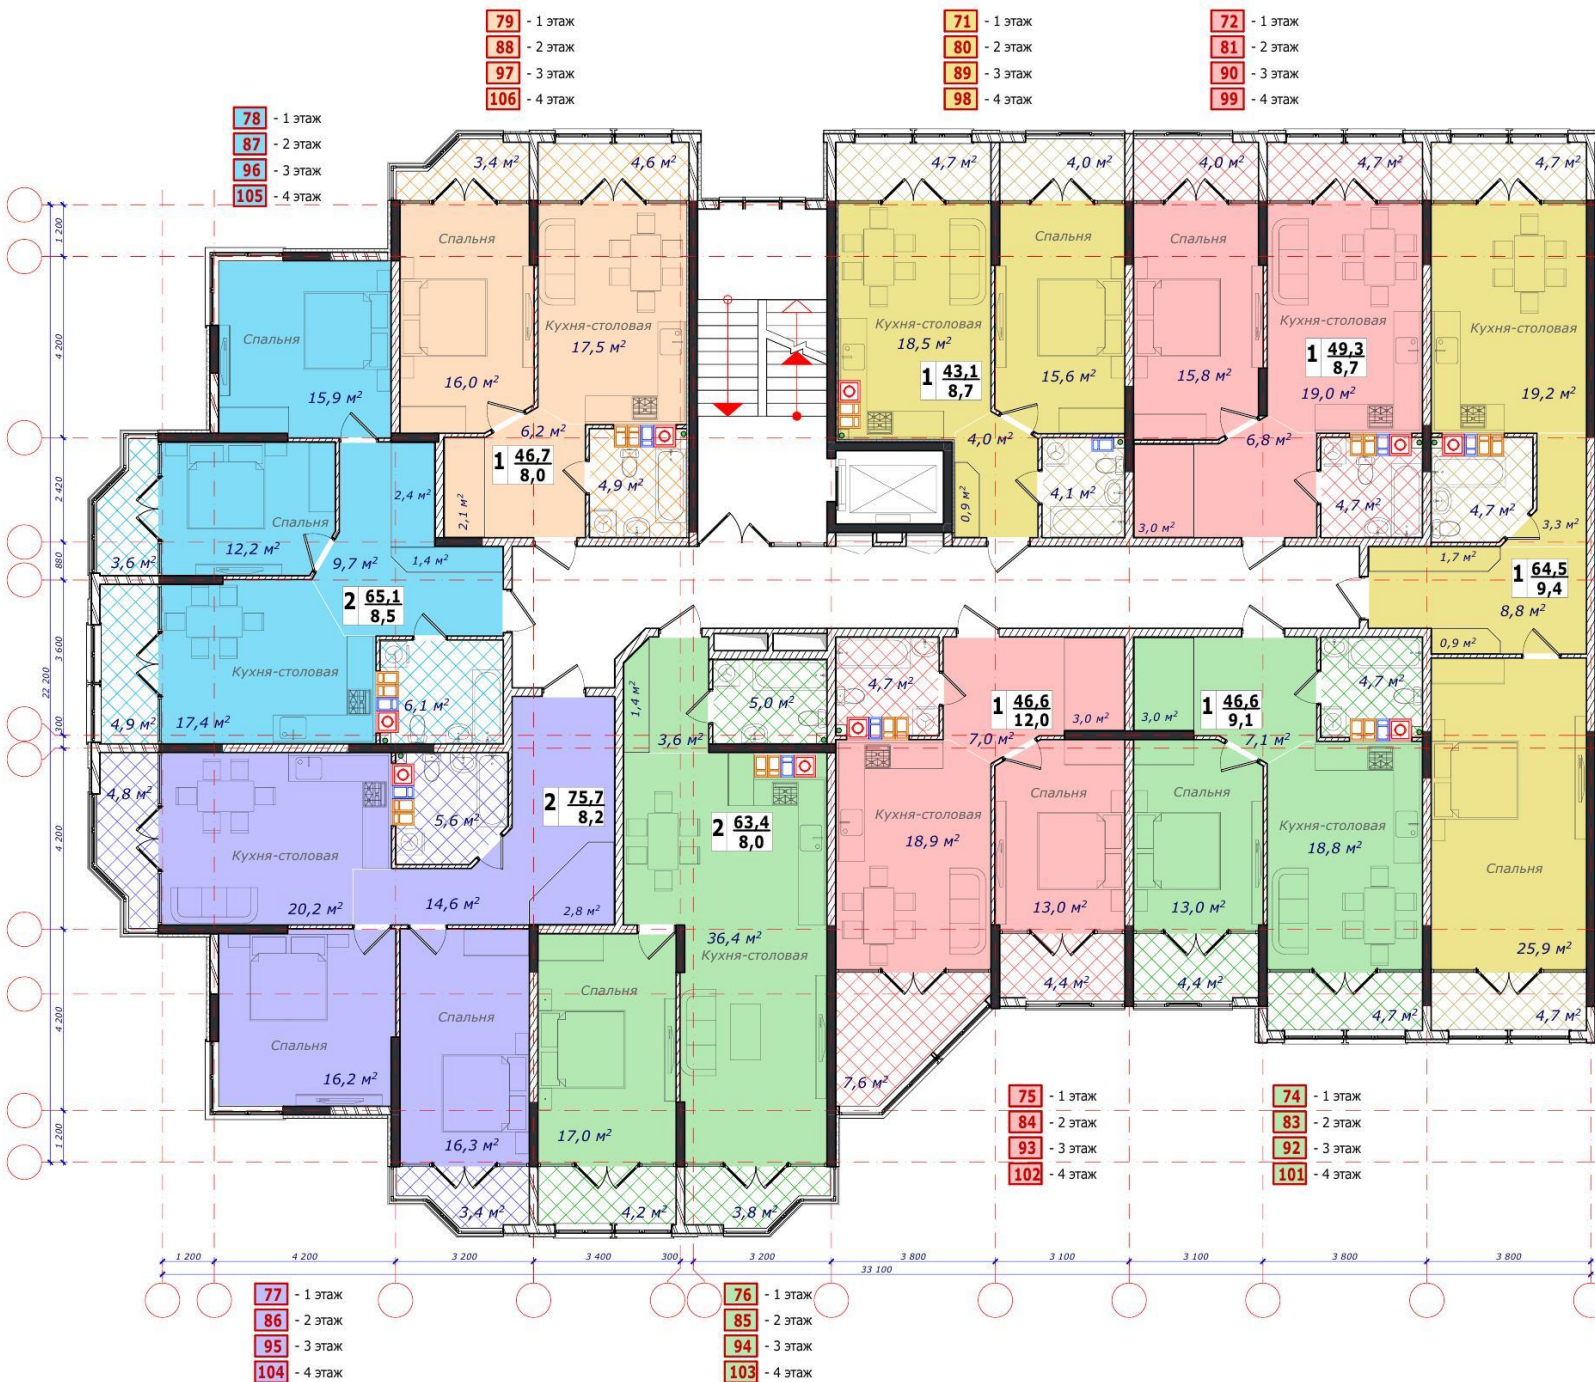 79 - 1 этаж
88 - 2 этаж
97 - 3 этаж
106 - 4 этаж
71 - 1 этаж
80 - 2 этаж
89 - 3 этаж
98 - 4 этаж
72 - 1 этаж
81 - 2 этаж
90 - 3 этаж
99 - 4 этаж
78 - 1 этаж
87 - 2 этаж
96 - 3 этаж
105 - 4 этаж
3,4 м²
4,6 м²
4,7 м²
4,0 м²
4,0 м²
4,7 м²
4,7 м²
Спальня
15,9 м²
Спальня
16,0 м²
Кухня-столовая
17,5 м²
6,2 м²
1 46,7
8,0
2,1 м²
4,9 м²
Кухня-столовая
18,5 м²
1 43,1
8,7
Спальня
15,6 м²
4,0 м²
0,9 м²
4,1 м²
Спальня
15,8 м²
Кухня-столовая
19,0 м²
1 49,3
8,7
6,8 м²
3,0 м²
4,7 м²
Кухня-столовая
19,2 м²
4,7 м²
3,3 м²
1,7 м²
1 64,5
9,4
8,8 м²
0,9 м²
Спальня
25,9 м²
4,7 м²
2,4 м²
Спальня
12,2 м²
3,6 м²
9,7 м²
1,4 м²
2 65,1
8,5
Кухня-столовая
17,4 м²
4,9 м²
6,1 м²
4,8 м²
Кухня-столовая
20,2 м²
5,6 м²
14,6 м²
2 75,7
8,2
2,8 м²
Спальня
16,2 м²
Спальня
16,3 м²
3,4 м²
1,4 м²
3,6 м²
5,0 м²
2 63,4
8,0
36,4 м²
Кухня-столовая
Спальня
17,0 м²
4,2 м²
3,8 м²
4,7 м²
1 46,6
12,0
3,0 м²
7,0 м²
Кухня-столовая
18,9 м²
Спальня
13,0 м²
4,4 м²
7,6 м²
3,0 м²
1 46,6
9,1
7,1 м²
4,7 м²
Спальня
13,0 м²
Кухня-столовая
18,8 м²
4,4 м²
4,7 м²
1 200
4 200
2 420
880
3 600
22 200
3 100
4 200
4 200
1 200
75 - 1 этаж
84 - 2 этаж
93 - 3 этаж
102 - 4 этаж
74 - 1 этаж
83 - 2 этаж
92 - 3 этаж
101 - 4 этаж
1 200
4 200
3 200
3 400
300
3 200
3 800
3 100
3 100
3 800
3 800
33 100
77 - 1 этаж
86 - 2 этаж
95 - 3 этаж
104 - 4 этаж
76 - 1 этаж
85 - 2 этаж
94 - 3 этаж
103 - 4 этаж